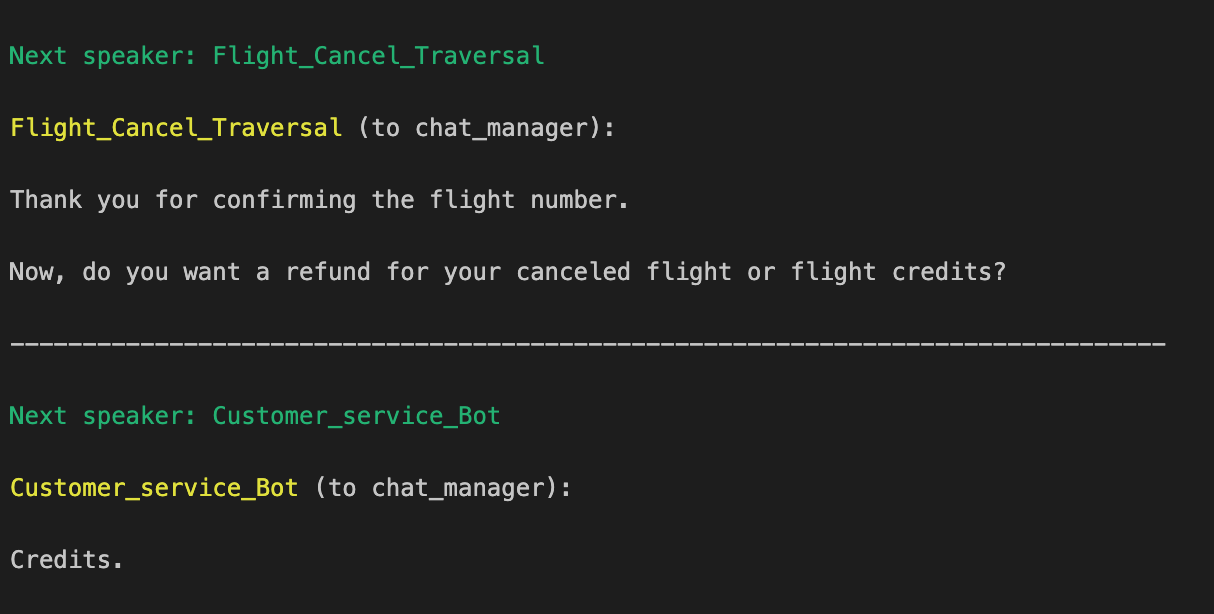 Next speaker: Flight_Cancel_Traversal
Flight_Cancel_Traversal (to chat_manager):
Thank you for confirming the flight number.
Now, do you want a refund for your canceled flight or flight credits?
--------------------------------------------------------------------------------
Next speaker: Customer_service_Bot
Customer_service_Bot (to chat_manager):
Credits.